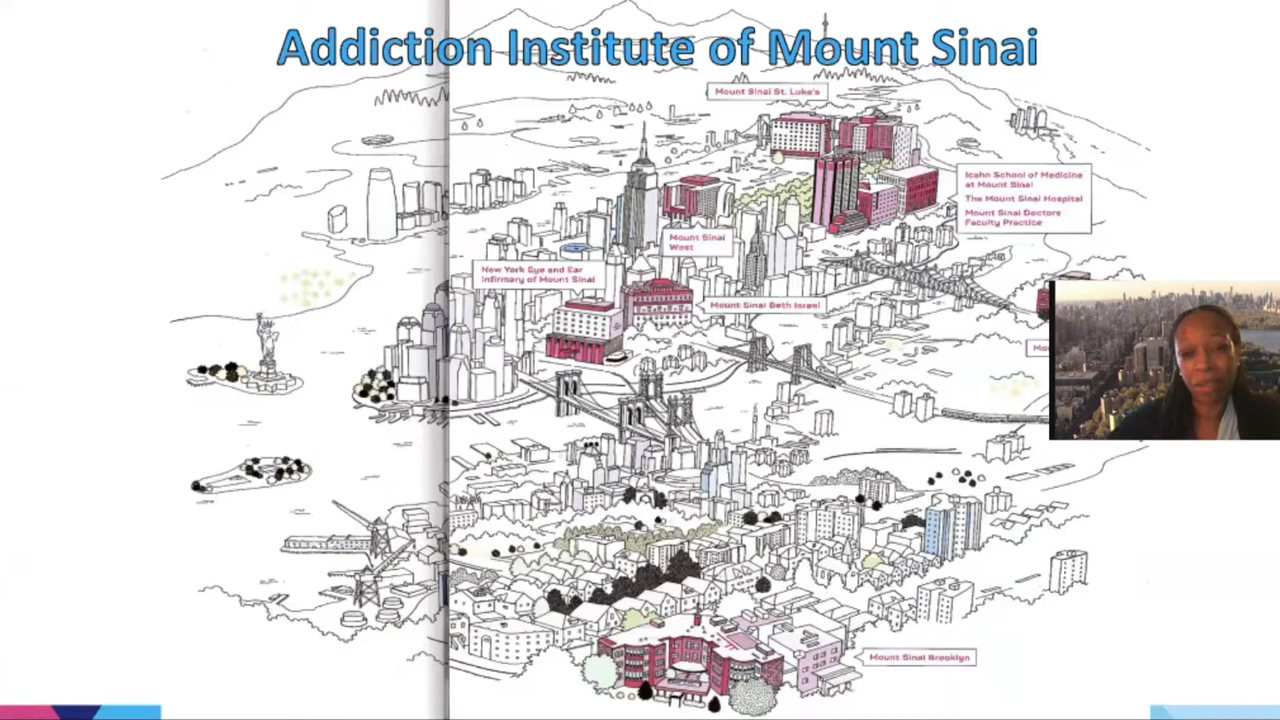 Addiction Institute of Mount Sinai
Mount Sinai St. Luke's
Icahn School of Medicine
at Mount Sinai
The Mount Sinai Hospital
Mount Sinai Doctors
Faculty Practice
Mount Sinai
West
New York Eye and Ear
Infirmary of Mount Sinai
Mount Sinai Beth Israel
Mount Sinai Brooklyn